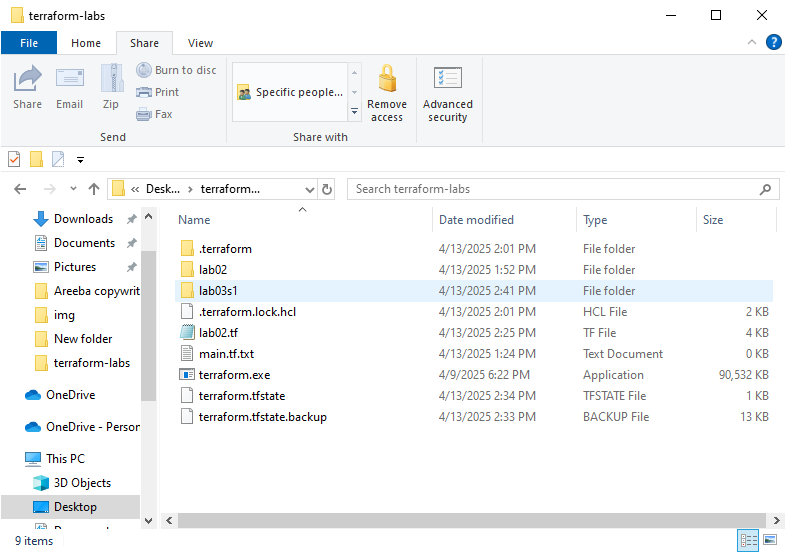 terraform-labs
File Home Share View
Share Email Zip Burn to disc Print Fax
Send
Specific people...
Share with
Remove access
Advanced security
« Desk... › terraform...
Search terraform-labs
Downloads
Documents
Pictures
Areeba copywrit
img
New folder
terraform-labs
OneDrive
OneDrive - Person
This PC
3D Objects
Desktop
Name Date modified Type Size
.terraform 4/13/2025 2:01 PM File folder
lab02 4/13/2025 1:52 PM File folder
lab03s1 4/13/2025 2:41 PM File folder
.terraform.lock.hcl 4/13/2025 2:01 PM HCL File 2 KB
lab02.tf 4/13/2025 2:25 PM TF File 4 KB
main.tf.txt 4/13/2025 1:24 PM Text Document 0 KB
terraform.exe 4/9/2025 6:22 PM Application 90,532 KB
terraform.tfstate 4/13/2025 2:34 PM TFSTATE File 1 KB
terraform.tfstate.backup 4/13/2025 2:33 PM BACKUP File 13 KB
9 items